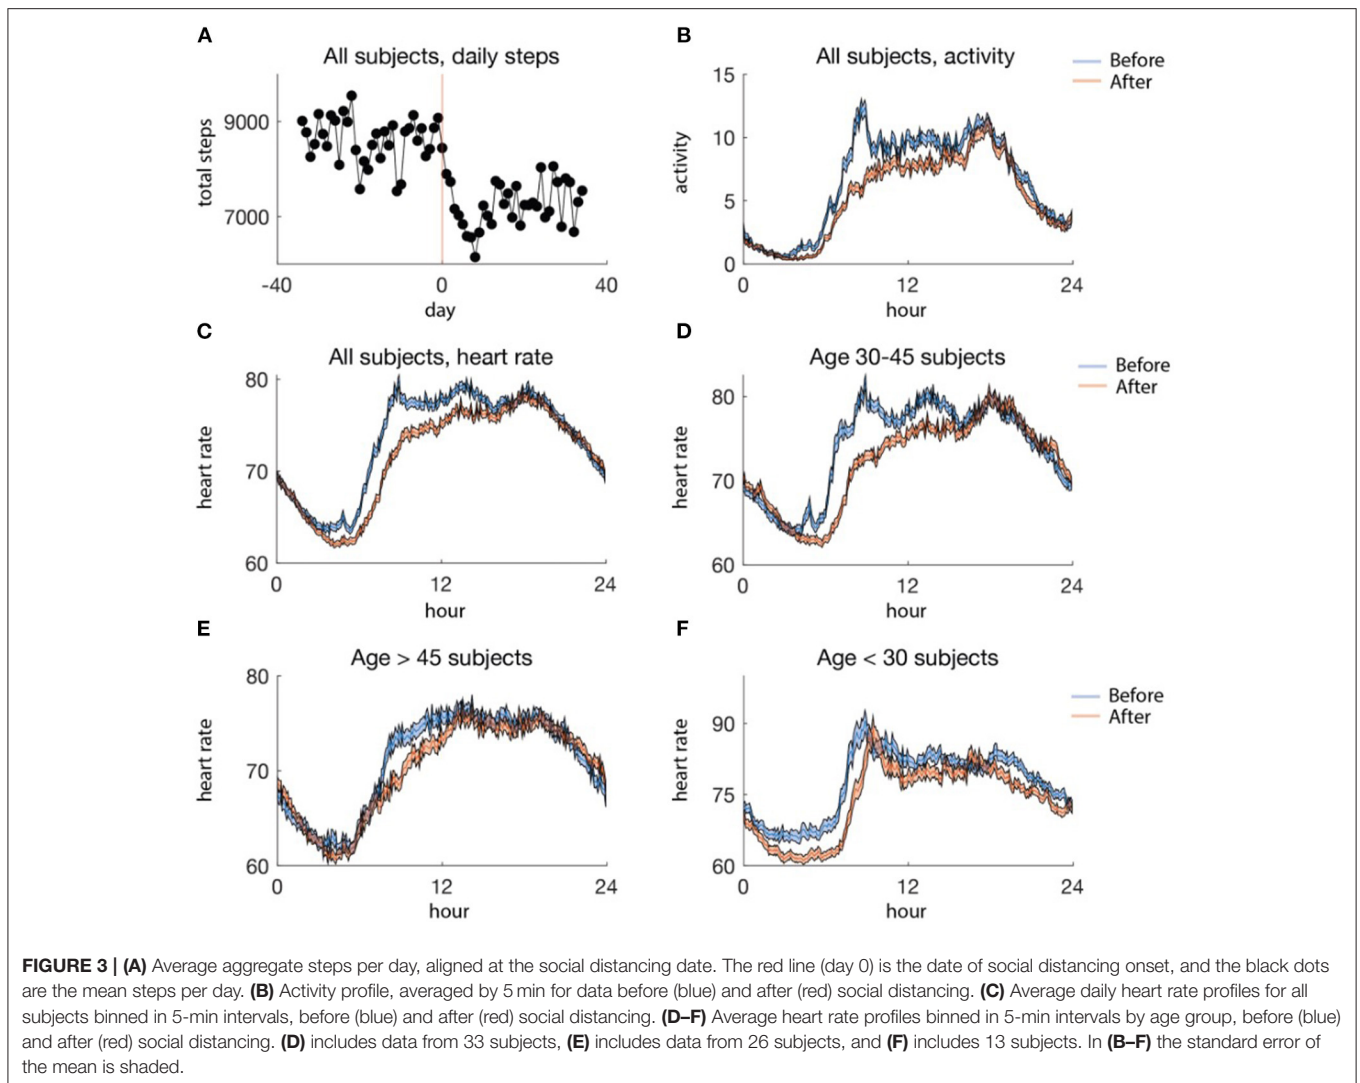 A
All subjects, daily steps
total steps
9000
7000
-40
0
40
day
B
All subjects, activity
Before
After
activity
15
10
5
0
0
12
24
hour
C
All subjects, heart rate
heart rate
80
70
60
0
12
24
hour
D
Age 30-45 subjects
Before
After
heart rate
80
70
60
0
12
24
hour
E
Age > 45 subjects
heart rate
80
70
60
0
12
24
hour
F
Age < 30 subjects
Before
After
heart rate
90
75
60
0
12
24
hour
FIGURE 3 | (A) Average aggregate steps per day, aligned at the social distancing date. The red line (day 0) is the date of social distancing onset, and the black dots
are the mean steps per day. (B) Activity profile, averaged by 5 min for data before (blue) and after (red) social distancing. (C) Average daily heart rate profiles for all
subjects binned in 5-min intervals, before (blue) and after (red) social distancing. (D–F) Average heart rate profiles binned in 5-min intervals by age group, before (blue)
and after (red) social distancing. (D) includes data from 33 subjects, (E) includes data from 26 subjects, and (F) includes 13 subjects. In (B–F) the standard error of
the mean is shaded.